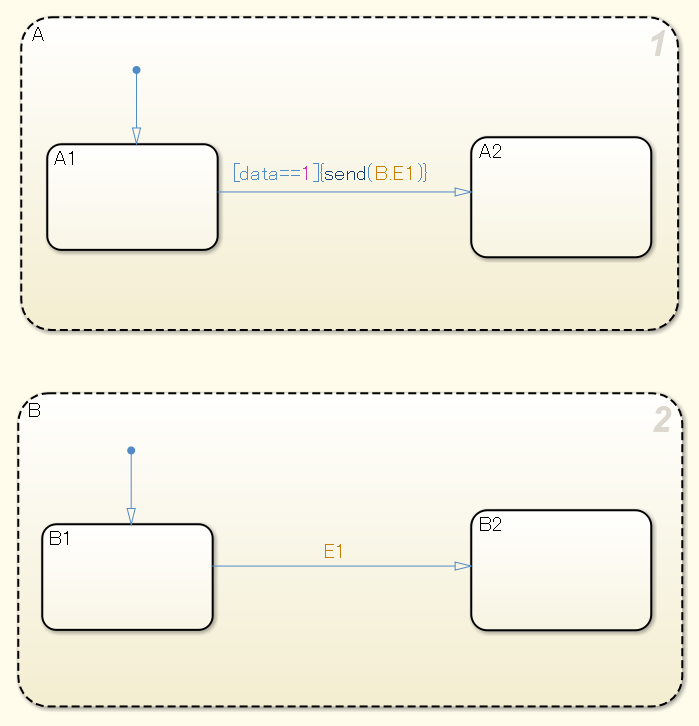 A
1
A1
[data==1]{send(B.E1)}
A2
B
2
B1
E1
B2